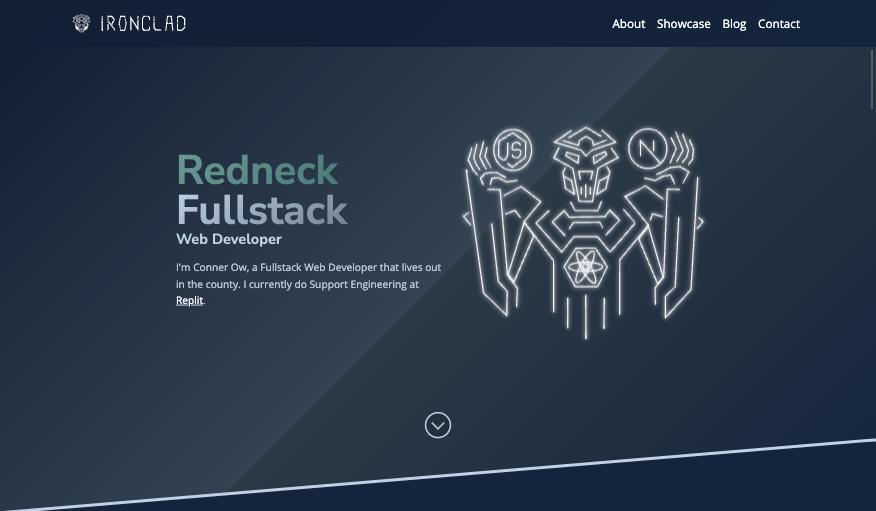 IRONCLAD
About Showcase Blog Contact
JS
N
Redneck
Fullstack
Web Developer
I'm Conner Ow, a Fullstack Web Developer that lives out
in the county. I currently do Support Engineering at
Replit.